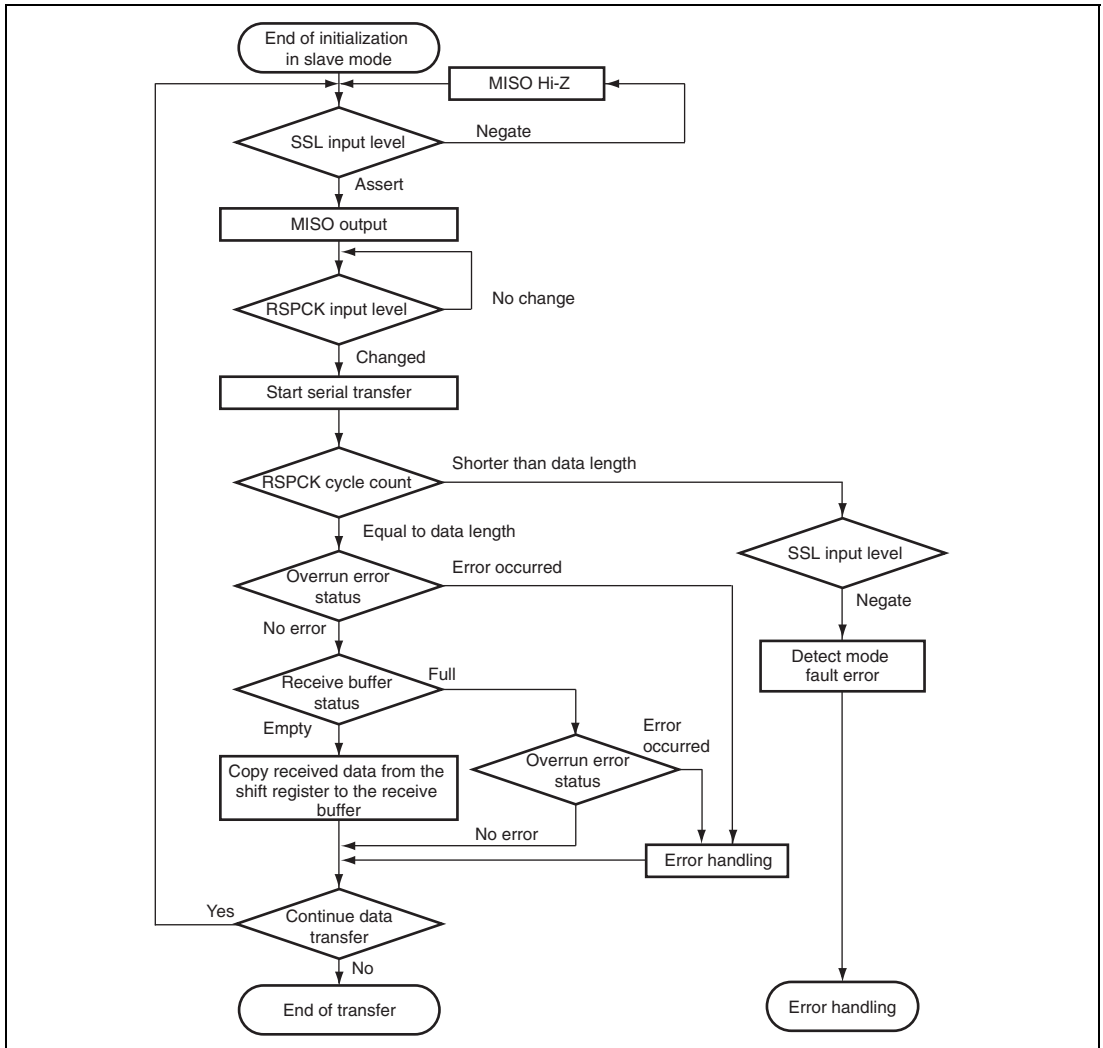 End of initialization
in slave mode
MISO Hi-Z
SSL input level
Negate
Assert
MISO output
RSPCK input level
No change
Changed
Start serial transfer
RSPCK cycle count
Shorter than data length
Equal to data length
SSL input level
Overrun error
status
Error occurred
Negate
No error
Detect mode
fault error
Receive buffer
status
Full
Empty
Error
occurred
Overrun error
status
Copy received data from the
shift register to the receive
buffer
No error
Error handling
Yes
Continue data
transfer
No
End of transfer
Error handling